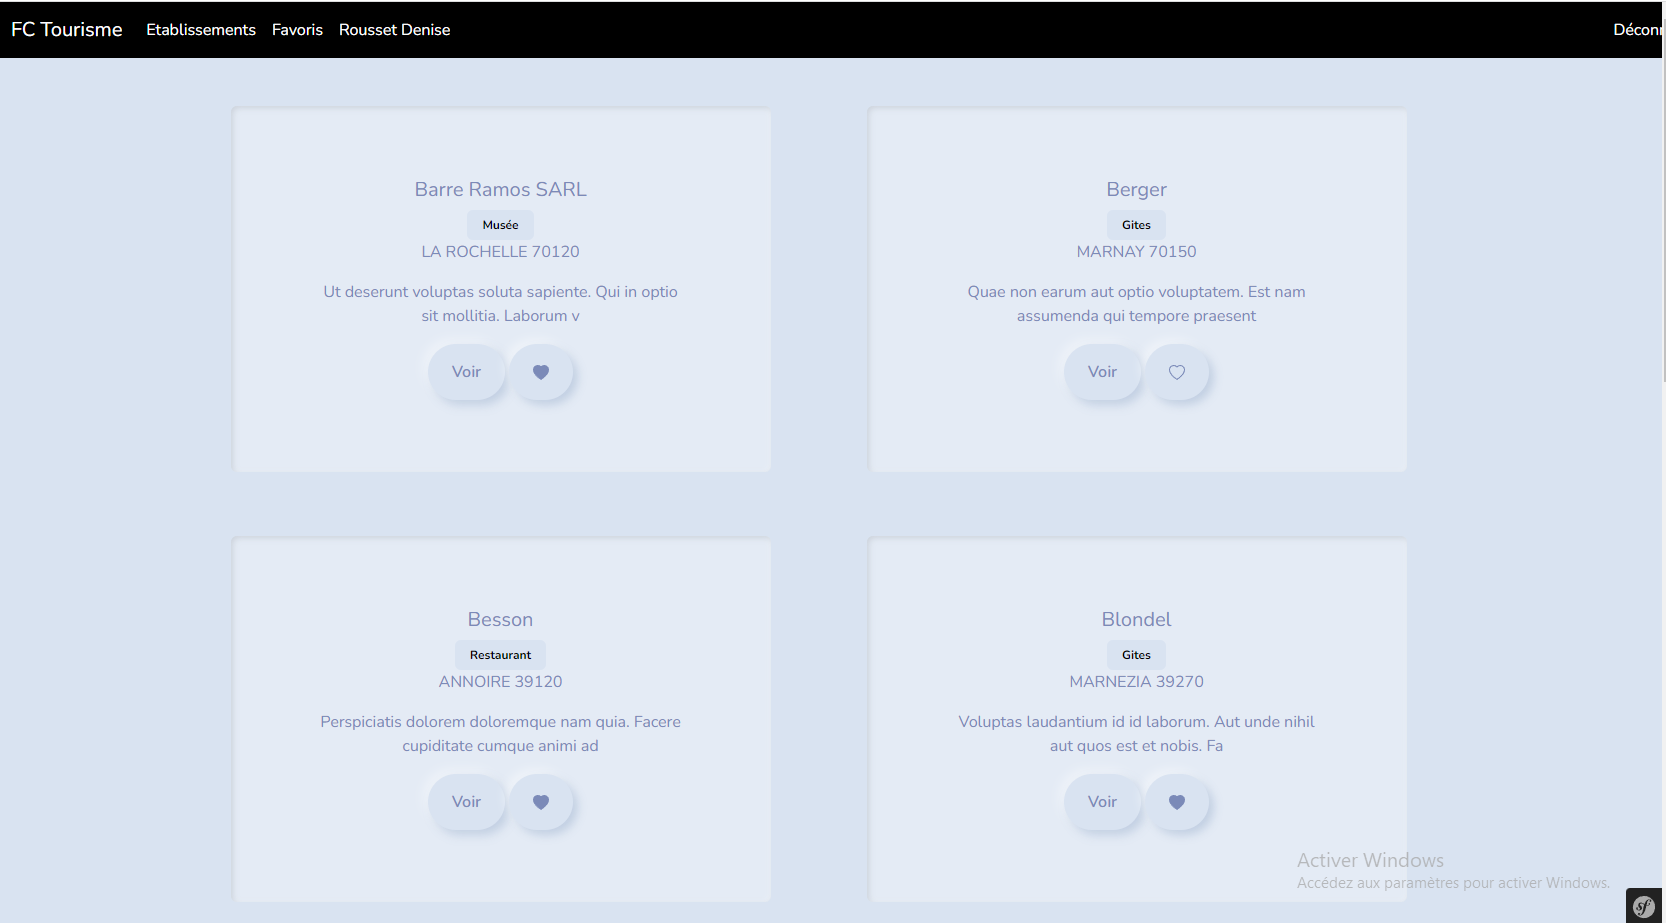 FC Tourisme Etablissements Favoris Rousset Denise Déconn
Barre Ramos SARL
Musée
LA ROCHELLE 70120
Ut deserunt voluptas soluta sapiente. Qui in optio
sit mollitia. Laborum v
Voir
Berger
Gites
MARNAY 70150
Quae non earum aut optio voluptatem. Est nam
assumenda qui tempore praesent
Voir
Besson
Restaurant
ANNOIRE 39120
Perspiciatis dolorem doloremque nam quia. Facere
cupiditate cumque animi ad
Voir
Blondel
Gites
MARNEZIA 39270
Voluptas laudantium id id laborum. Aut unde nihil
aut quos est et nobis. Fa
Voir
Activer Windows
Accédez aux paramètres pour activer Windows.
sf